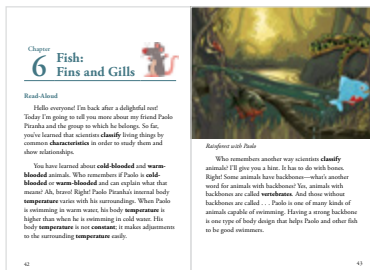 Chapter
6
Fish:
Fins and Gills
Read-Aloud
Hello everyone! I'm back after a delightful rest!
Today I'm going to tell you more about my friend Paolo
Piranha and the group to which he belongs. So far,
you've learned that scientists classify living things by
common characteristics in order to study them and
show relationships.
You have learned about cold-blooded and warm-
blooded animals. Who remembers if Paolo is cold-
blooded or warm-blooded and can explain what that
means? Ah, bravo! Right! Paolo Piranha's internal body
temperature varies with his surroundings. When Paolo
is swimming in warm water, his body temperature is
higher than when he is swimming in cold water. His
body temperature is not constant; it makes adjustments
to the surrounding temperature easily.
42
Rainforest with Paolo
Who remembers another way scientists classify
animals? I'll give you a hint. It has to do with bones.
Right! Some animals have backbones—what's another
word for animals with backbones? Yes, animals with
backbones are called vertebrates. And those without
backbones are called . . . Paolo is one of many kinds of
animals capable of swimming. Having a strong backbone
is one type of body design that helps Paolo and other fish
to be good swimmers.
43